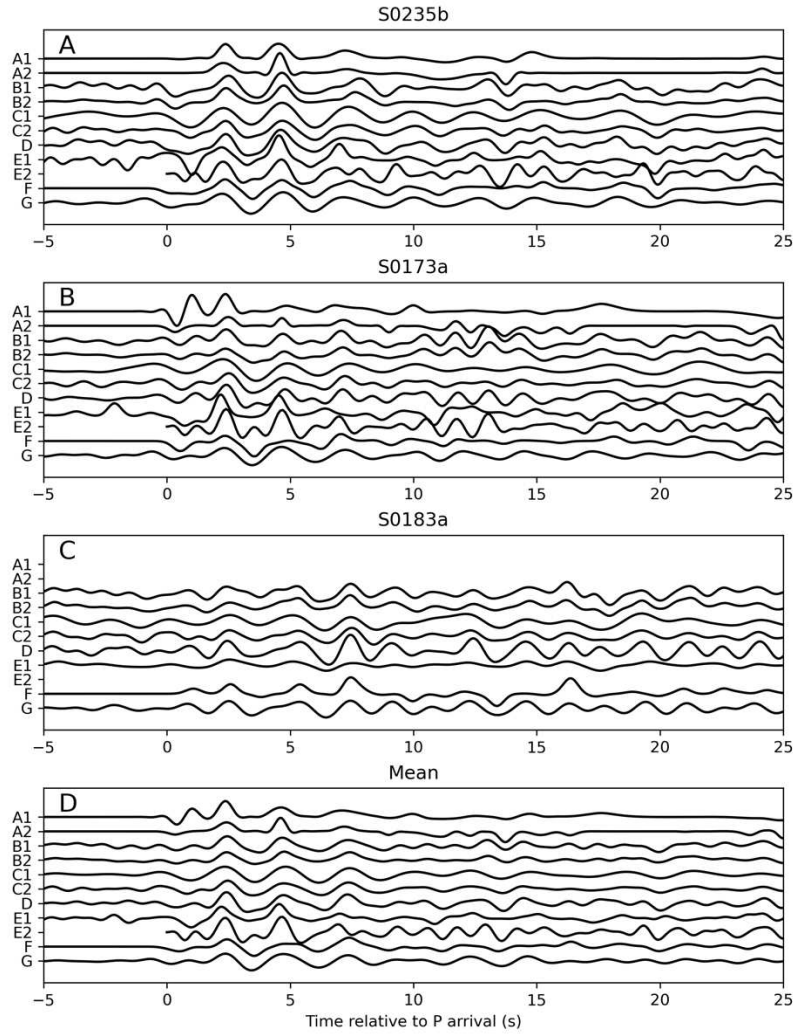 S0235b
A
A1
A2
B1
B2
C1
C2
D
E1
E2
F
G
−5 0 5 10 15 20 25
S0173a
B
A1
A2
B1
B2
C1
C2
D
E1
E2
F
G
−5 0 5 10 15 20 25
S0183a
C
A1
A2
B1
B2
C1
C2
D
E1
E2
F
G
−5 0 5 10 15 20 25
Mean
D
A1
A2
B1
B2
C1
C2
D
E1
E2
F
G
−5 0 5 10 15 20 25
Time relative to P arrival (s)